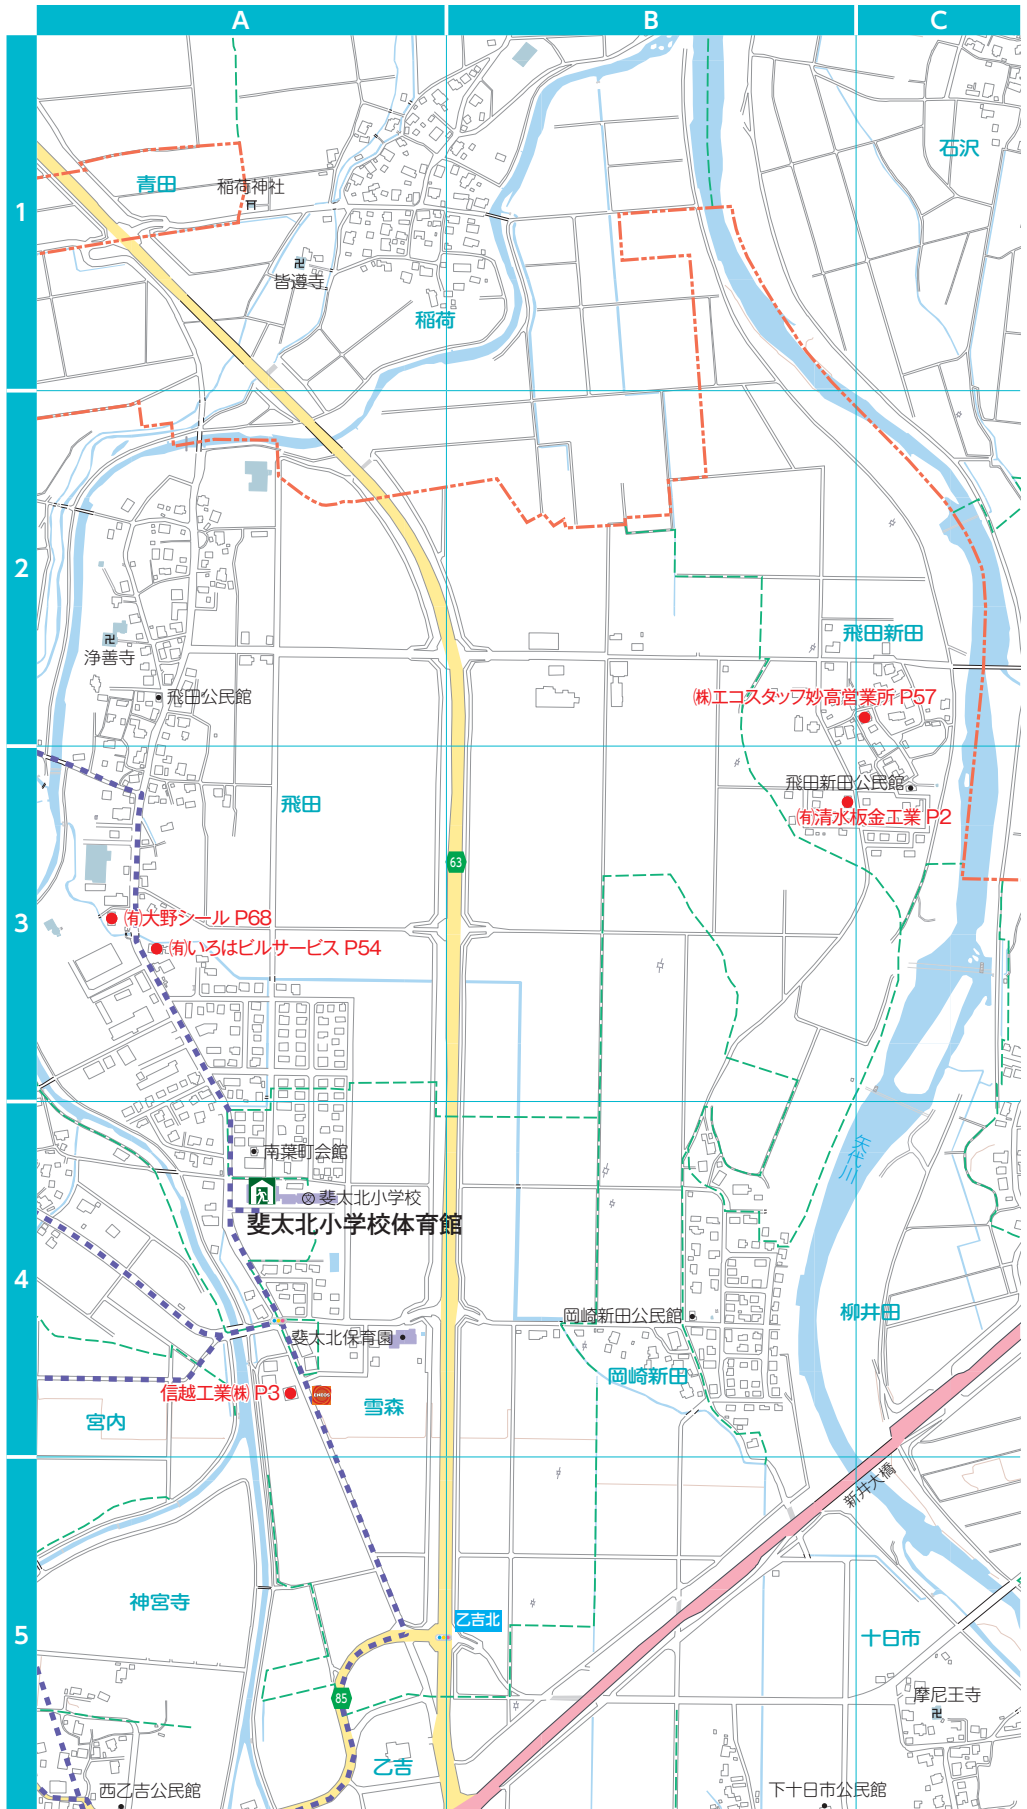 A
B
C
1
石沢
青田
稲荷神社
皆遵寺
稲荷
2
飛田新田
浄善寺
飛田公民館
㈱エコスタッフ妙高営業所 P57
飛田新田公民館
飛田
㈲清水板金工業 P2
63
3
㈲大野シール P68
㈲いろはビルサービス P54
南葉町会館
矢代川
文 斐太北小学校
斐太北小学校体育館
4
柳井田
岡崎新田公民館
斐太北保育園
岡崎新田
信越工業㈱ P3
ENEOS
雪森
宮内
新井大橋
神宮寺
乙吉北
5
十日市
85
摩尼王寺
乙吉
西乙吉公民館
下十日市公民館